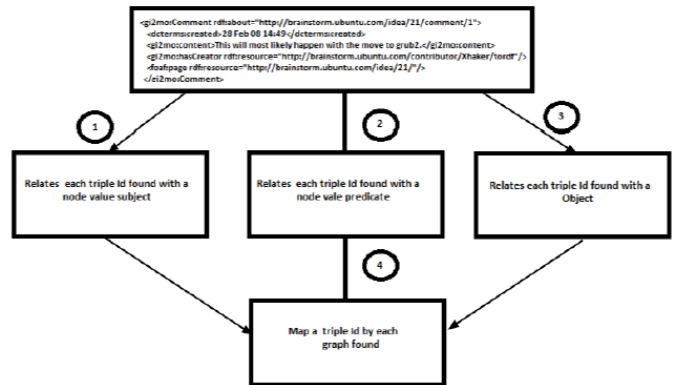 <gi2mo:Comment rdf:about="http://brainstorm.ubuntu.com/idea/21/comment/1">
<dcterms:created>28 Feb 08 14:49</dcterms:created>
<gi2mo:content>This will most likely happen with the move to grub2.</gi2mo:content>
<gi2mo:hasCreator rdf:resource="http://brainstorm.ubuntu.com/contributor/Xhaker/tordf"/>
<foaf:page rdf:resource="http://brainstorm.ubuntu.com/idea/21/"/>
</gi2mo:Comment>
1
2
3
Relates each triple Id found with a
node value subject
Relates each triple Id found with a
node vale predicate
Relates each triple Id found with a
Object
4
Map a triple Id by each
graph found